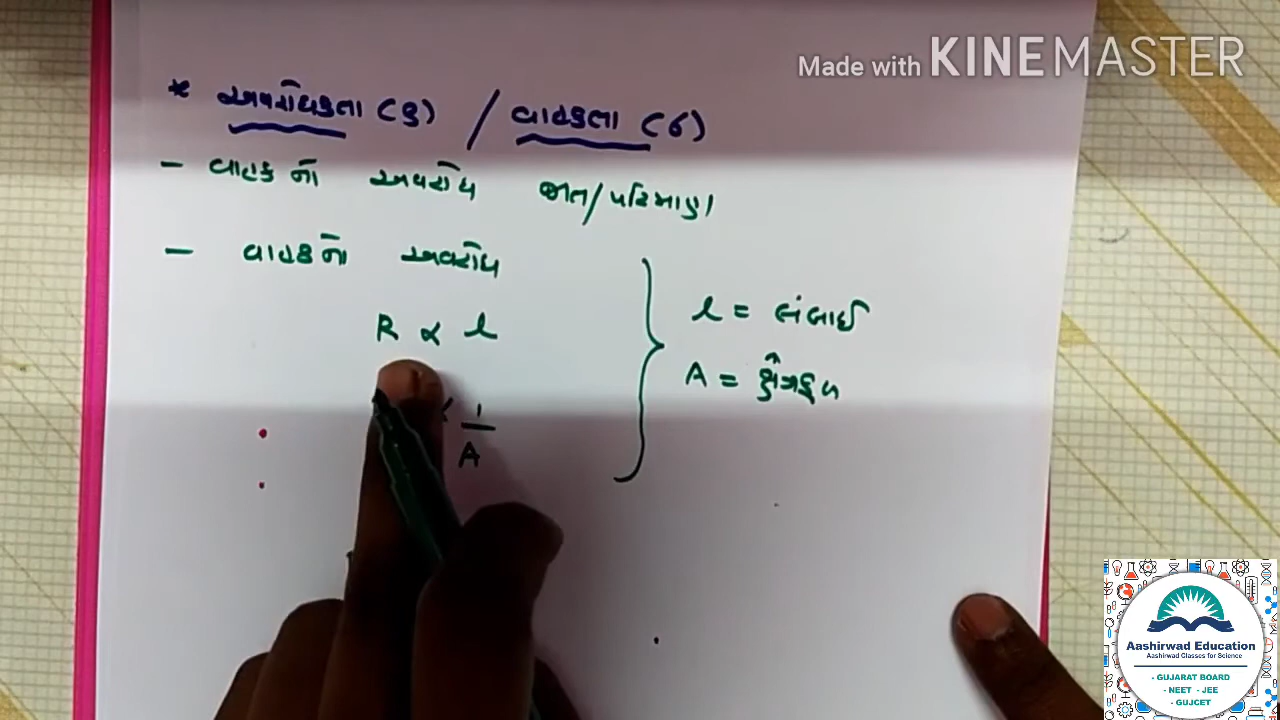 Made with KINEMASTER
* અવરોધકતા (ρ) / વાહકતા (σ)
- વાહક નો અવરોધ જાત/પરિમાણ
- વાહકનો અવરોધ
R ∝ l
∝ 1/A
l = લંબાઈ
A = ક્ષેત્રફળ
Aashirwad Education
Aashirwad Classes for Science
- GUJARAT BOARD
- NEET - JEE
- GUJCET